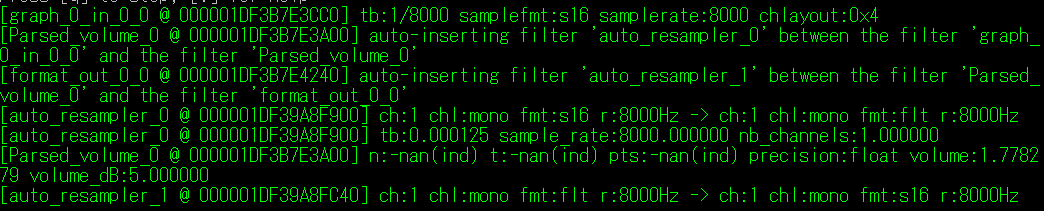 [graph_0_in_0_0 @ 000001DF3B7E3CC0] tb:1/8000 samplefmt:s16 samplerate:8000 chlayout:0x4
[Parsed_volume_0 @ 000001DF3B7E3A00] auto-inserting filter 'auto_resampler_0' between the filter 'graph_
0_in_0_0' and the filter 'Parsed_volume_0'
[format_out_0_0 @ 000001DF3B7E4240] auto-inserting filter 'auto_resampler_1' between the filter 'Parsed_
volume_0' and the filter 'format_out_0_0'
[auto_resampler_0 @ 000001DF39A8F900] ch:1 chl:mono fmt:s16 r:8000Hz -> ch:1 chl:mono fmt:flt r:8000Hz
[auto_resampler_0 @ 000001DF39A8F900] tb:0.000125 sample_rate:8000.000000 nb_channels:1.000000
[Parsed_volume_0 @ 000001DF3B7E3A00] n:-nan(ind) t:-nan(ind) pts:-nan(ind) precision:float volume:1.7782
79 volume_dB:5.000000
[auto_resampler_1 @ 000001DF39A8FC40] ch:1 chl:mono fmt:flt r:8000Hz -> ch:1 chl:mono fmt:s16 r:8000Hz